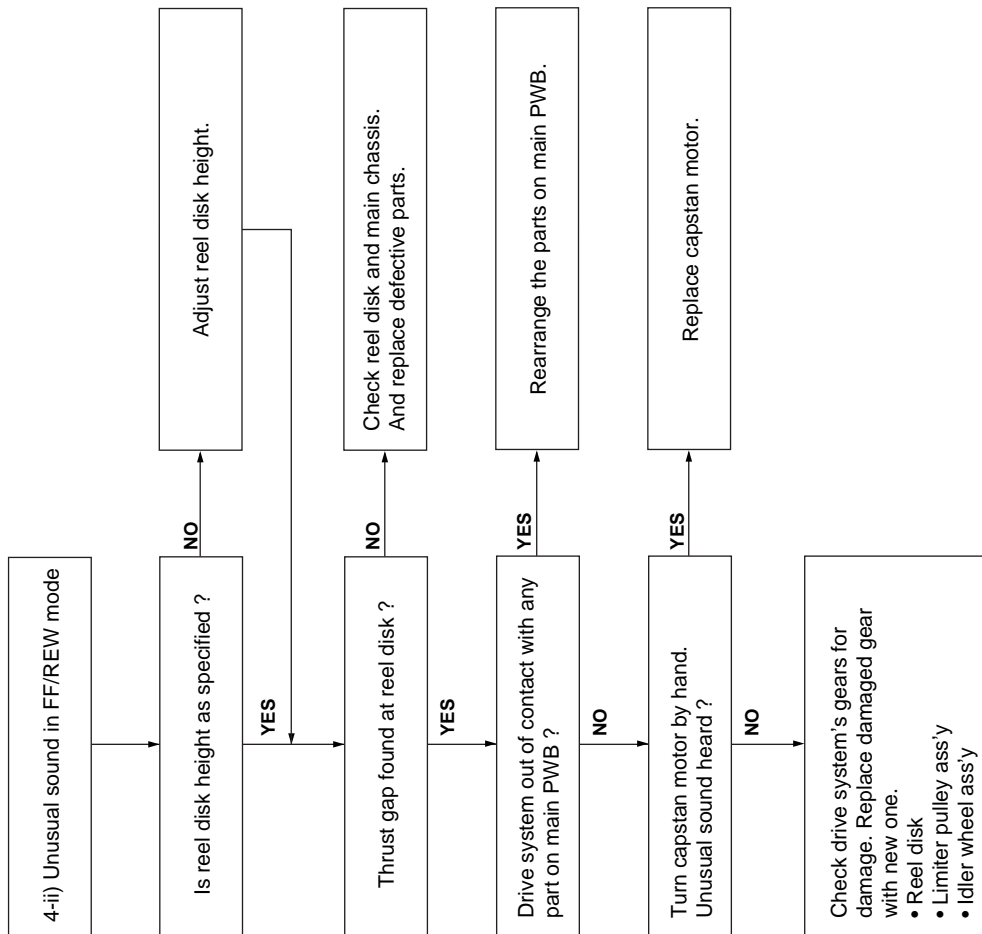 4-ii) Unusual sound in FF/REW mode
Is reel disk height as specified ?
NO
Adjust reel disk height.
YES
Thrust gap found at reel disk ?
NO
Check reel disk and main chassis.
And replace defective parts.
YES
Drive system out of contact with any
part on main PWB ?
YES
Rearrange the parts on main PWB.
NO
Turn capstan motor by hand.
Unusual sound heard ?
YES
Replace capstan motor.
NO
Check drive system's gears for
damage. Replace damaged gear
with new one.
• Reel disk
• Limiter pulley ass'y
• Idler wheel ass'y